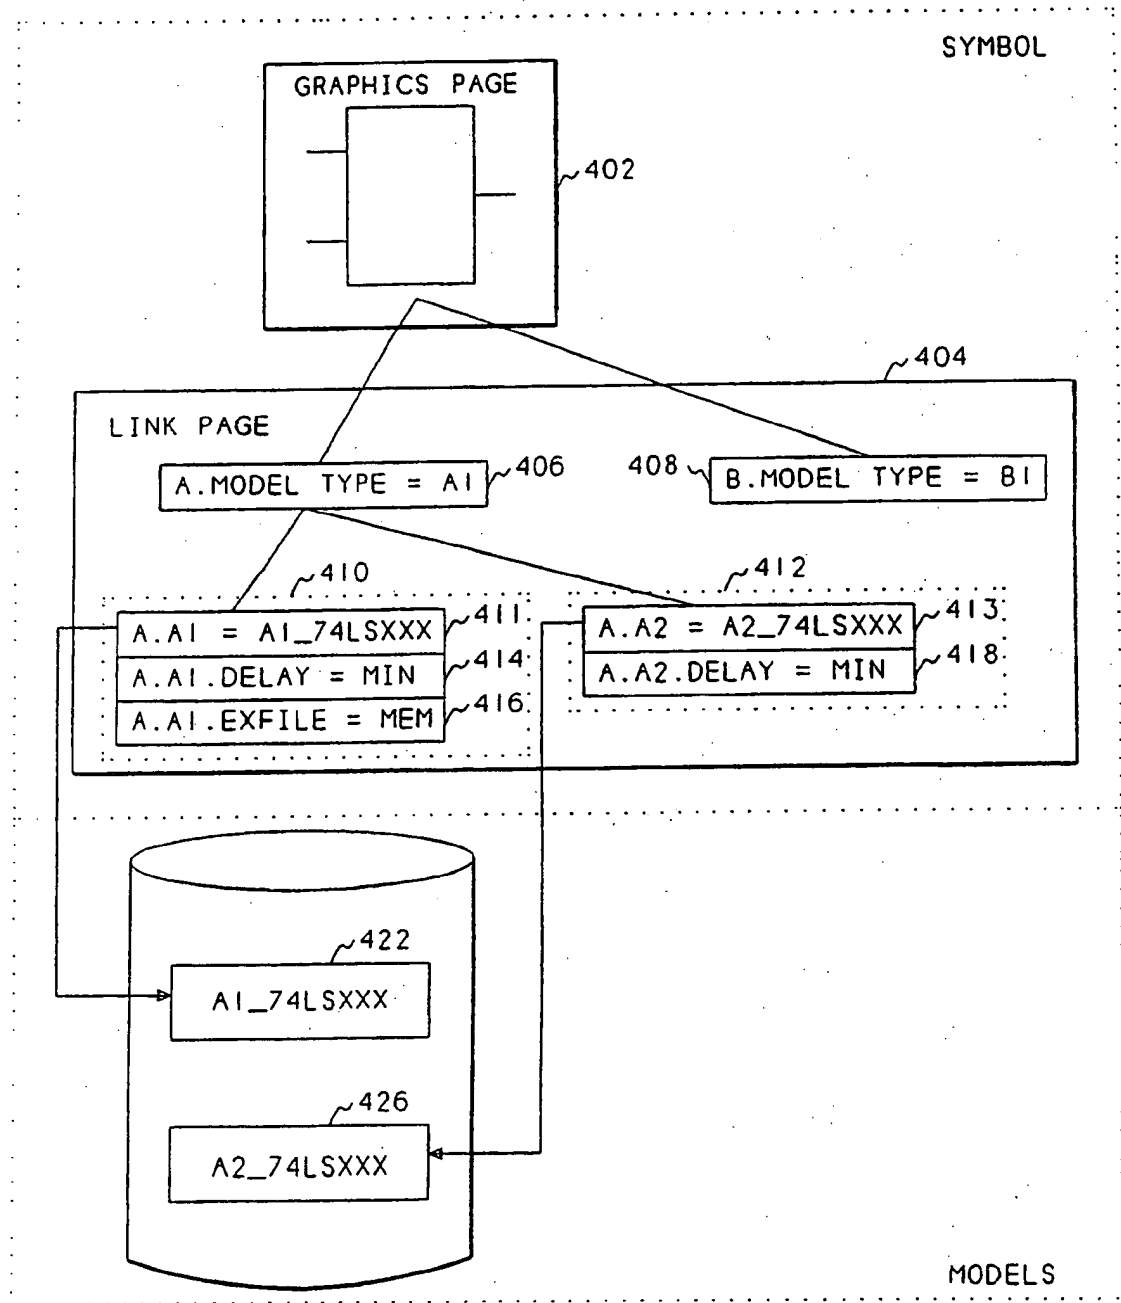 SYMBOL
GRAPHICS PAGE
402
404
LINK PAGE
A.MODEL TYPE = A1
406
408
B.MODEL TYPE = B1
410
412
A.A1 = A1_74LSXXX
411
A.A2 = A2_74LSXXX
413
A.A1.DELAY = MIN
414
A.A2.DELAY = MIN
418
A.A1.EXFILE = MEM
416
422
A1_74LSXXX
426
A2_74LSXXX
MODELS